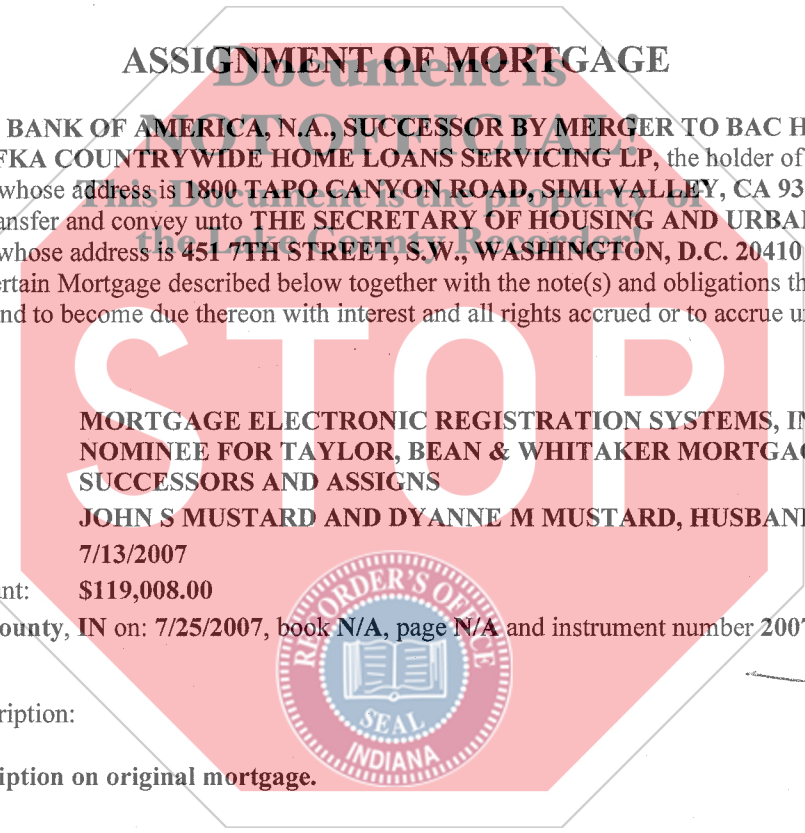 ASSIGNMENT OF MORTGAGE
Document is
BANK OF AMERICA, N.A., SUCCESSOR BY MERGER TO BAC H
NOT OFFICIAL!
FKA COUNTRYWIDE HOME LOANS SERVICING LP, the holder of
whose address is 1800 TAPO CANYON ROAD, SIMI VALLEY, CA 93
This Document is the property of
ansfer and convey unto THE SECRETARY OF HOUSING AND URBA
the Lake County Recorder!
whose address is 451 7TH STREET, S.W., WASHINGTON, D.C. 20410
ertain Mortgage described below together with the note(s) and obligations th
nd to become due thereon with interest and all rights accrued or to accrue u
STOP
MORTGAGE ELECTRONIC REGISTRATION SYSTEMS, IN
NOMINEE FOR TAYLOR, BEAN & WHITAKER MORTGAG
SUCCESSORS AND ASSIGNS
JOHN S MUSTARD AND DYANNE M MUSTARD, HUSBAND
7/13/2007
nt: $119,008.00
ounty, IN on: 7/25/2007, book N/A, page N/A and instrument number 2007
RECORDER'S OFFICE
SEAL
INDIANA
ription:
iption on original mortgage.